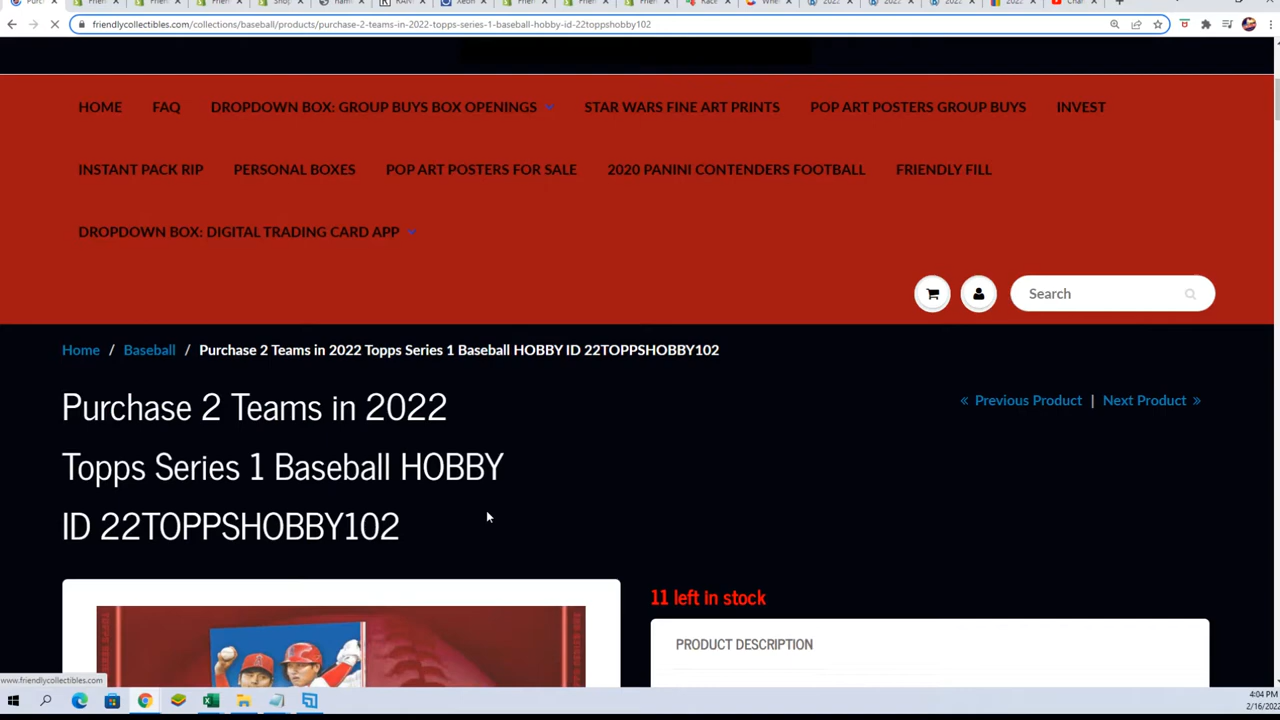 friendlycollectibles.com/collections/baseball/products/purchase-2-teams-in-2022-topps-series-1-baseball-hobby-id-22toppshobby102
HOME FAQ DROPDOWN BOX: GROUP BUYS BOX OPENINGS STAR WARS FINE ART PRINTS POP ART POSTERS GROUP BUYS INVEST
INSTANT PACK RIP PERSONAL BOXES POP ART POSTERS FOR SALE 2020 PANINI CONTENDERS FOOTBALL FRIENDLY FILL
DROPDOWN BOX: DIGITAL TRADING CARD APP
Search
Home / Baseball / Purchase 2 Teams in 2022 Topps Series 1 Baseball HOBBY ID 22TOPPSHOBBY102
« Previous Product | Next Product »
Purchase 2 Teams in 2022
Topps Series 1 Baseball HOBBY
ID 22TOPPSHOBBY102
11 left in stock
PRODUCT DESCRIPTION
www.friendlycollectibles.com
4:04 PM
2/16/2022